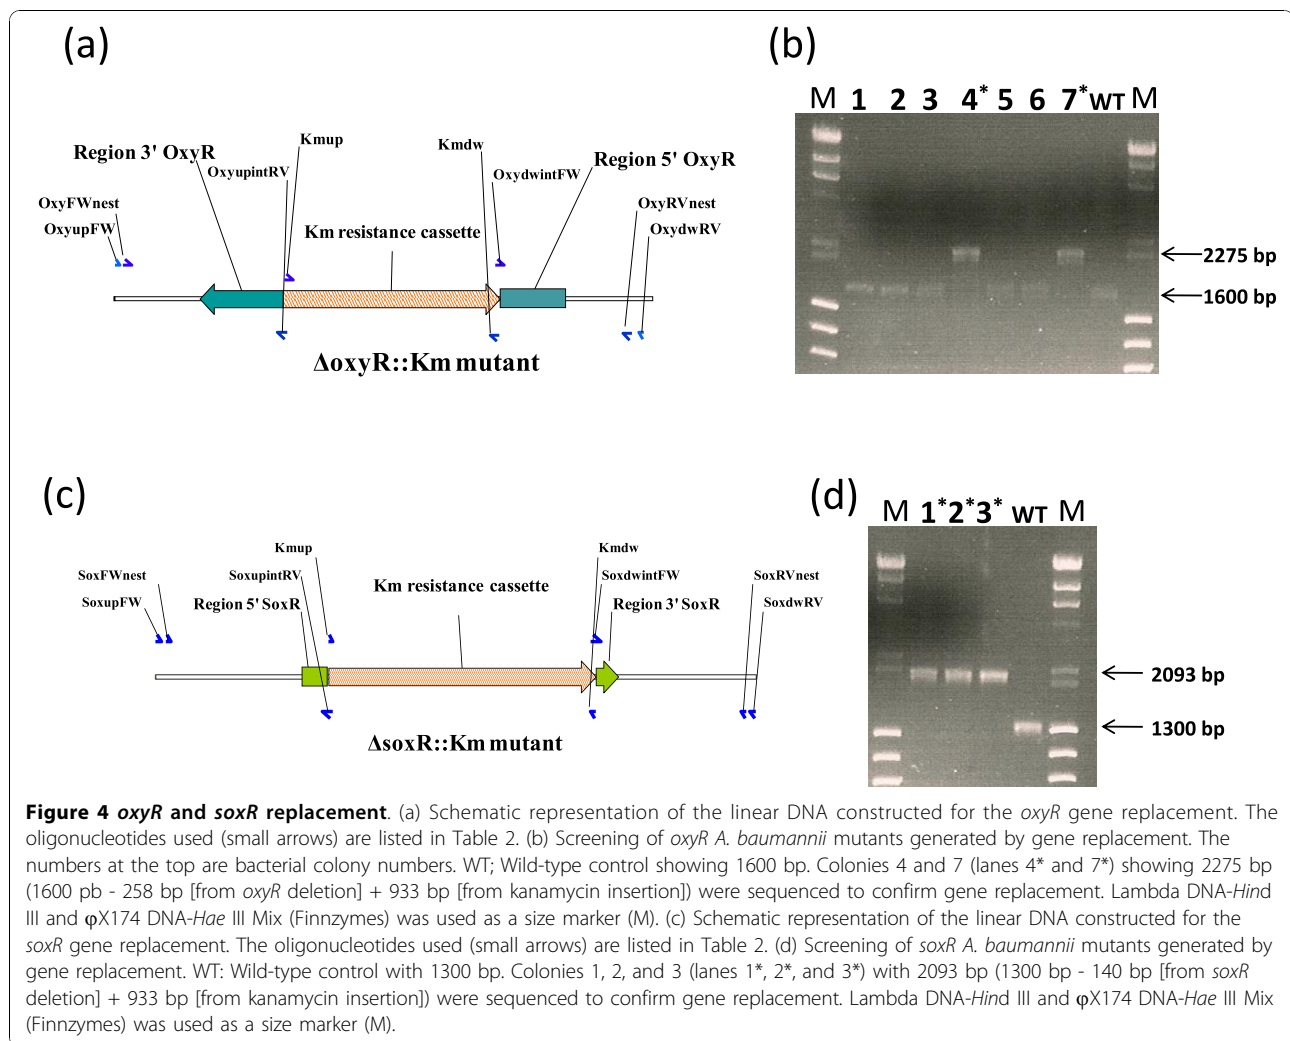 (a)
Region 3' OxyR
OxyupintRV
Kmup
Kmdw
OxydwintFW
Region 5' OxyR
OxyFWnest
OxyupFW
Km resistance cassette
OxyRVnest
OxydwRV
ΔoxyR::Km mutant
(b)
M 1 2 3 4* 5 6 7* WT M
2275 bp
1600 bp
(c)
Kmup
Kmdw
SoxFWnest
SoxupintRV
Km resistance cassette
SoxdwintFW
SoxRVnest
SoxupFW
Region 5' SoxR
Region 3' SoxR
SoxdwRV
ΔsoxR::Km mutant
(d)
M 1* 2* 3* WT M
2093 bp
1300 bp
Figure 4 oxyR and soxR replacement. (a) Schematic representation of the linear DNA constructed for the oxyR gene replacement. The
oligonucleotides used (small arrows) are listed in Table 2. (b) Screening of oxyR A. baumannii mutants generated by gene replacement. The
numbers at the top are bacterial colony numbers. WT; Wild-type control showing 1600 bp. Colonies 4 and 7 (lanes 4* and 7*) showing 2275 bp
(1600 pb - 258 bp [from oxyR deletion] + 933 bp [from kanamycin insertion]) were sequenced to confirm gene replacement. Lambda DNA-Hind
III and φX174 DNA-Hae III Mix (Finnzymes) was used as a size marker (M). (c) Schematic representation of the linear DNA constructed for the
soxR gene replacement. The oligonucleotides used (small arrows) are listed in Table 2. (d) Screening of soxR A. baumannii mutants generated by
gene replacement. WT: Wild-type control with 1300 bp. Colonies 1, 2, and 3 (lanes 1*, 2*, and 3*) with 2093 bp (1300 bp - 140 bp [from soxR
deletion] + 933 bp [from kanamycin insertion]) were sequenced to confirm gene replacement. Lambda DNA-Hind III and φX174 DNA-Hae III Mix
(Finnzymes) was used as a size marker (M).